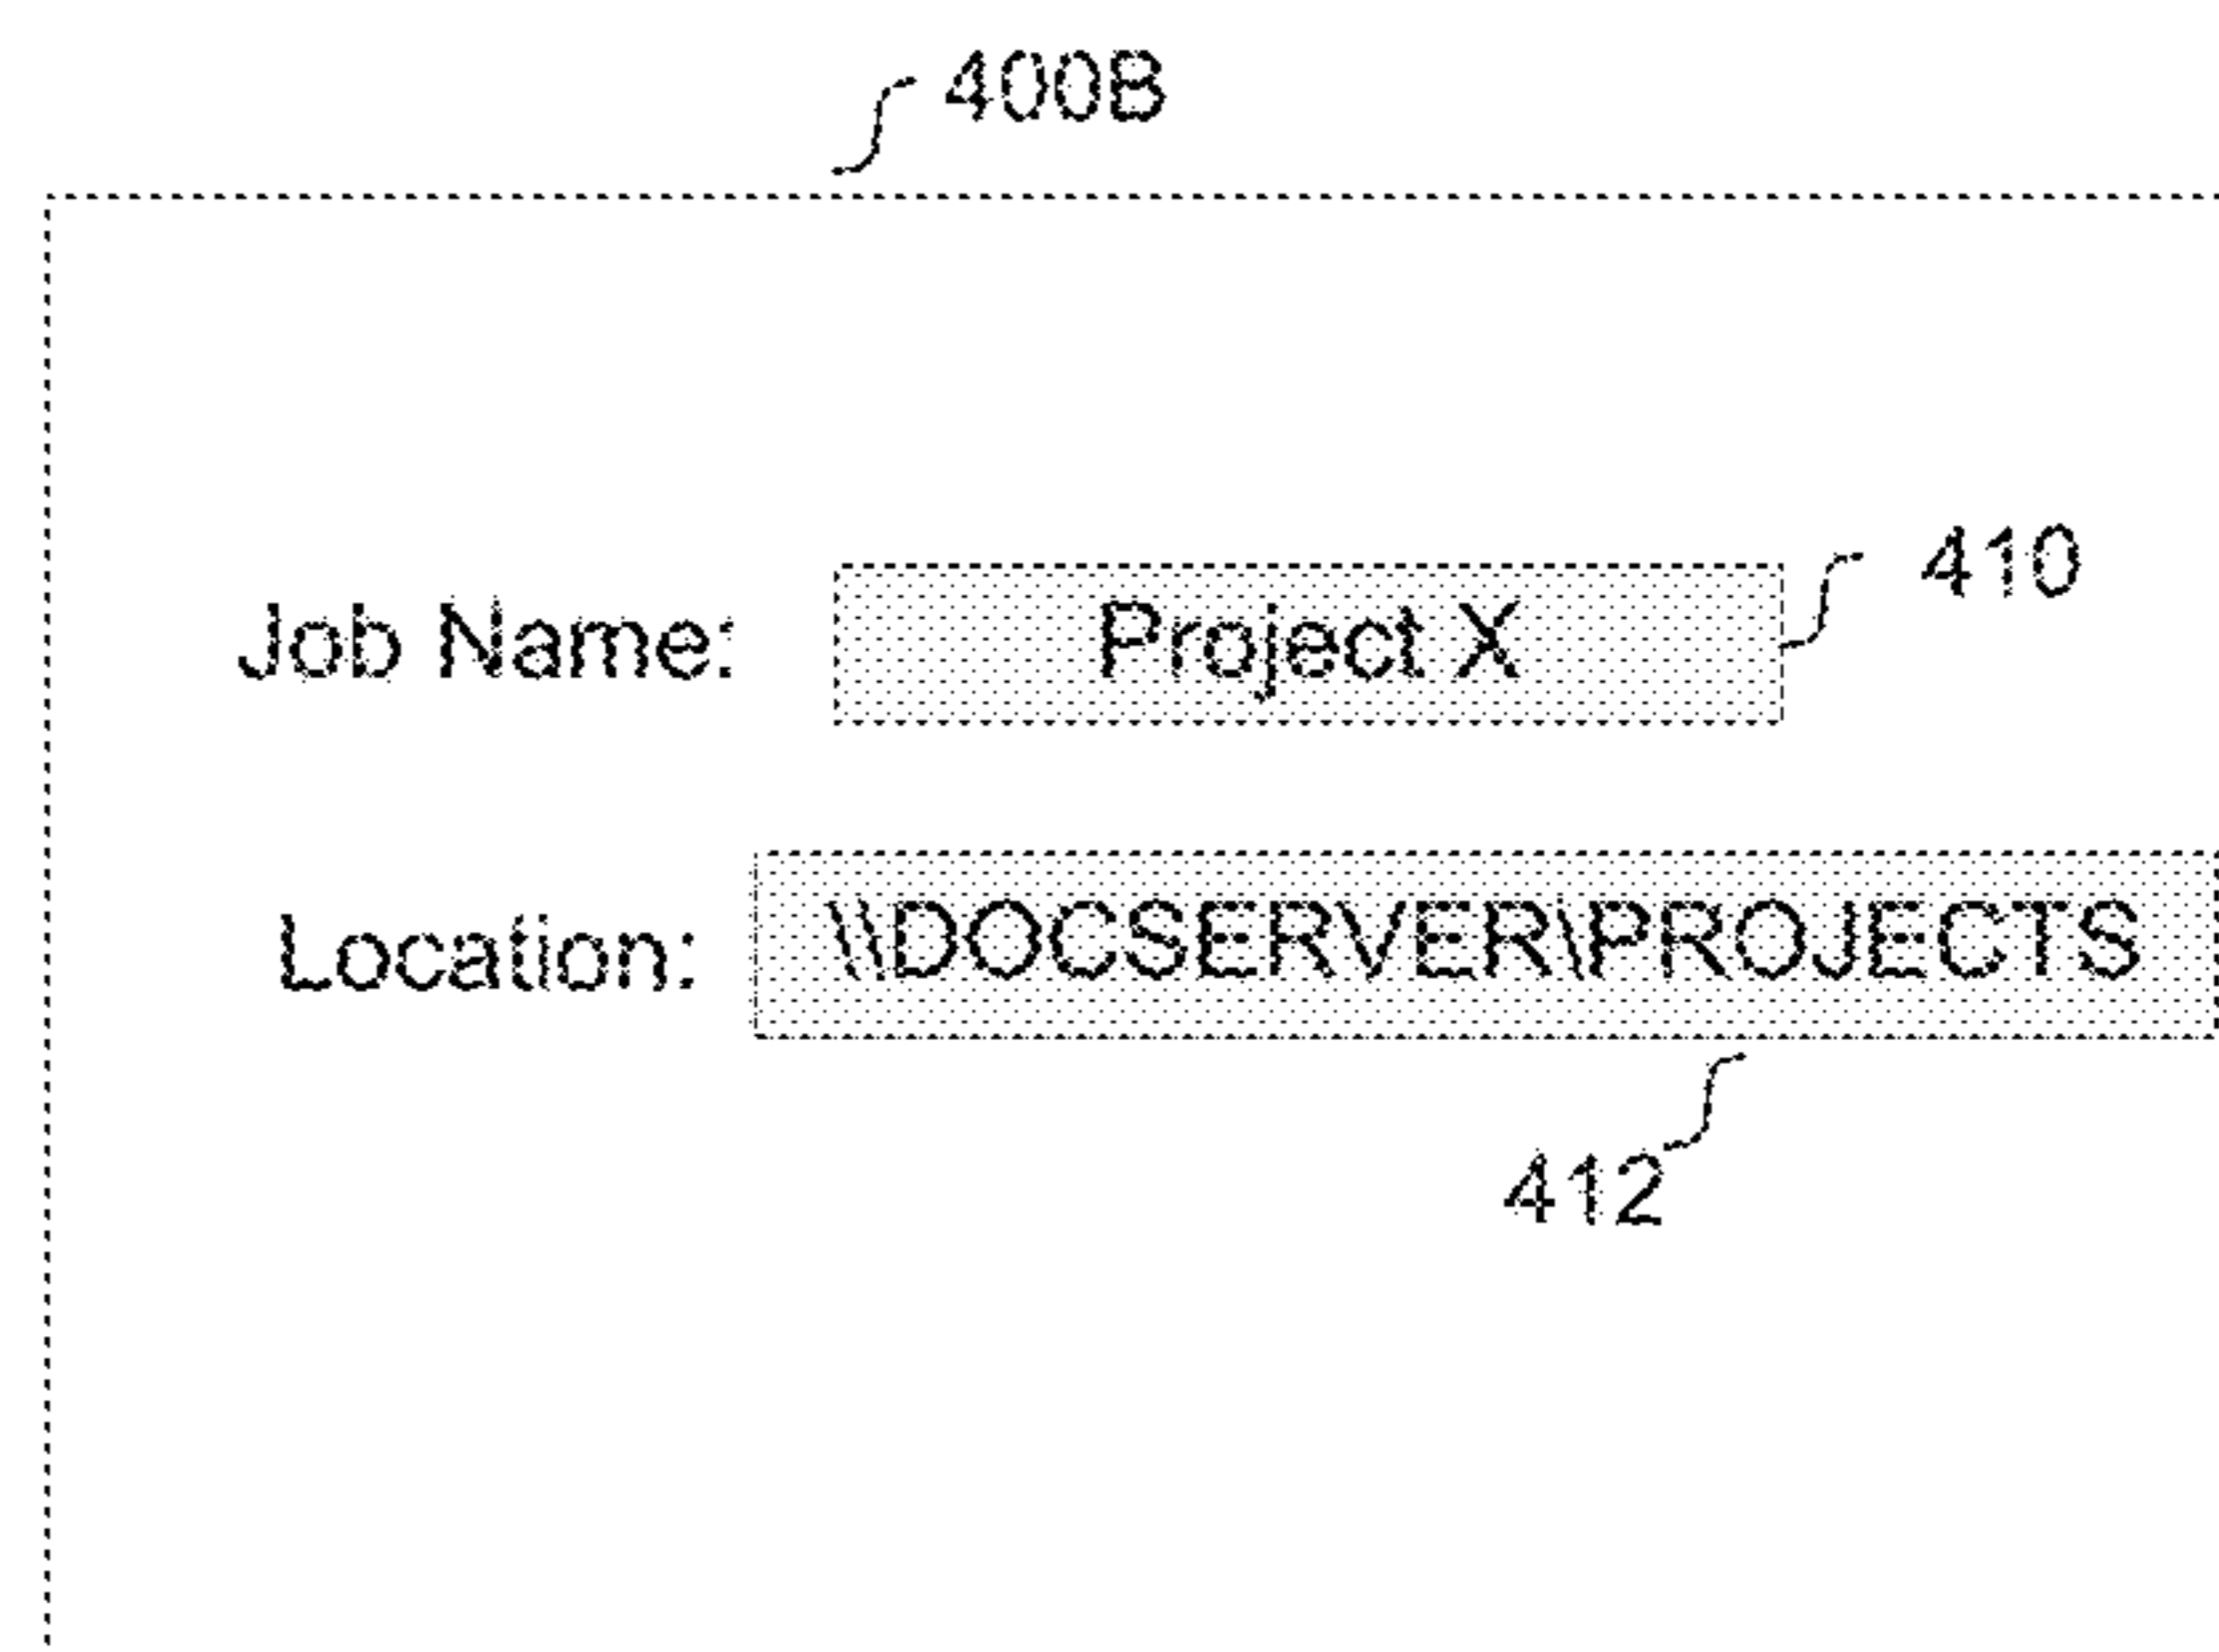 400B
410
Job Name: Project X
Location: \\DOCSERVER\PROJECTS
412